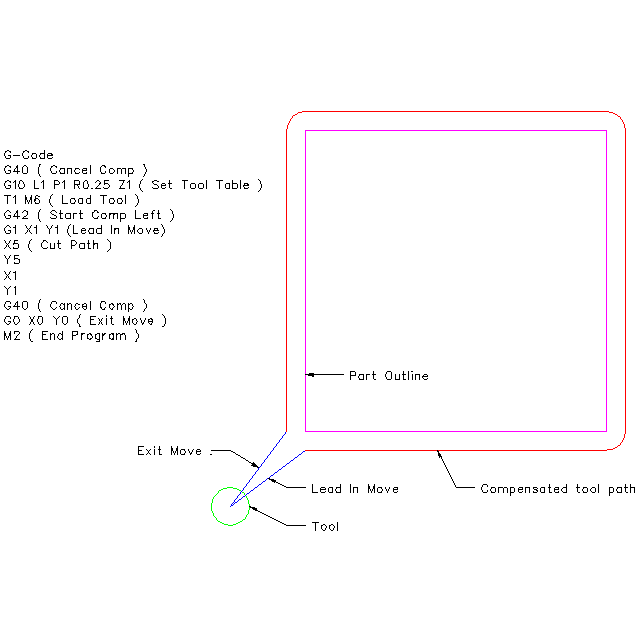 G-Code
G40 ( Cancel Comp )
G10 L1 P1 R0.25 Z1 ( Set Tool Table )
T1 M6 ( Load Tool )
G42 ( Start Comp Left )
G1 X1 Y1 (Lead In Move)
X5 ( Cut Path )
Y5
X1
Y1
G40 ( Cancel Comp )
G0 X0 Y0 ( Exit Move )
M2 ( End Program )
Part Outline
Exit Move
Lead In Move
Compensated tool path
Tool